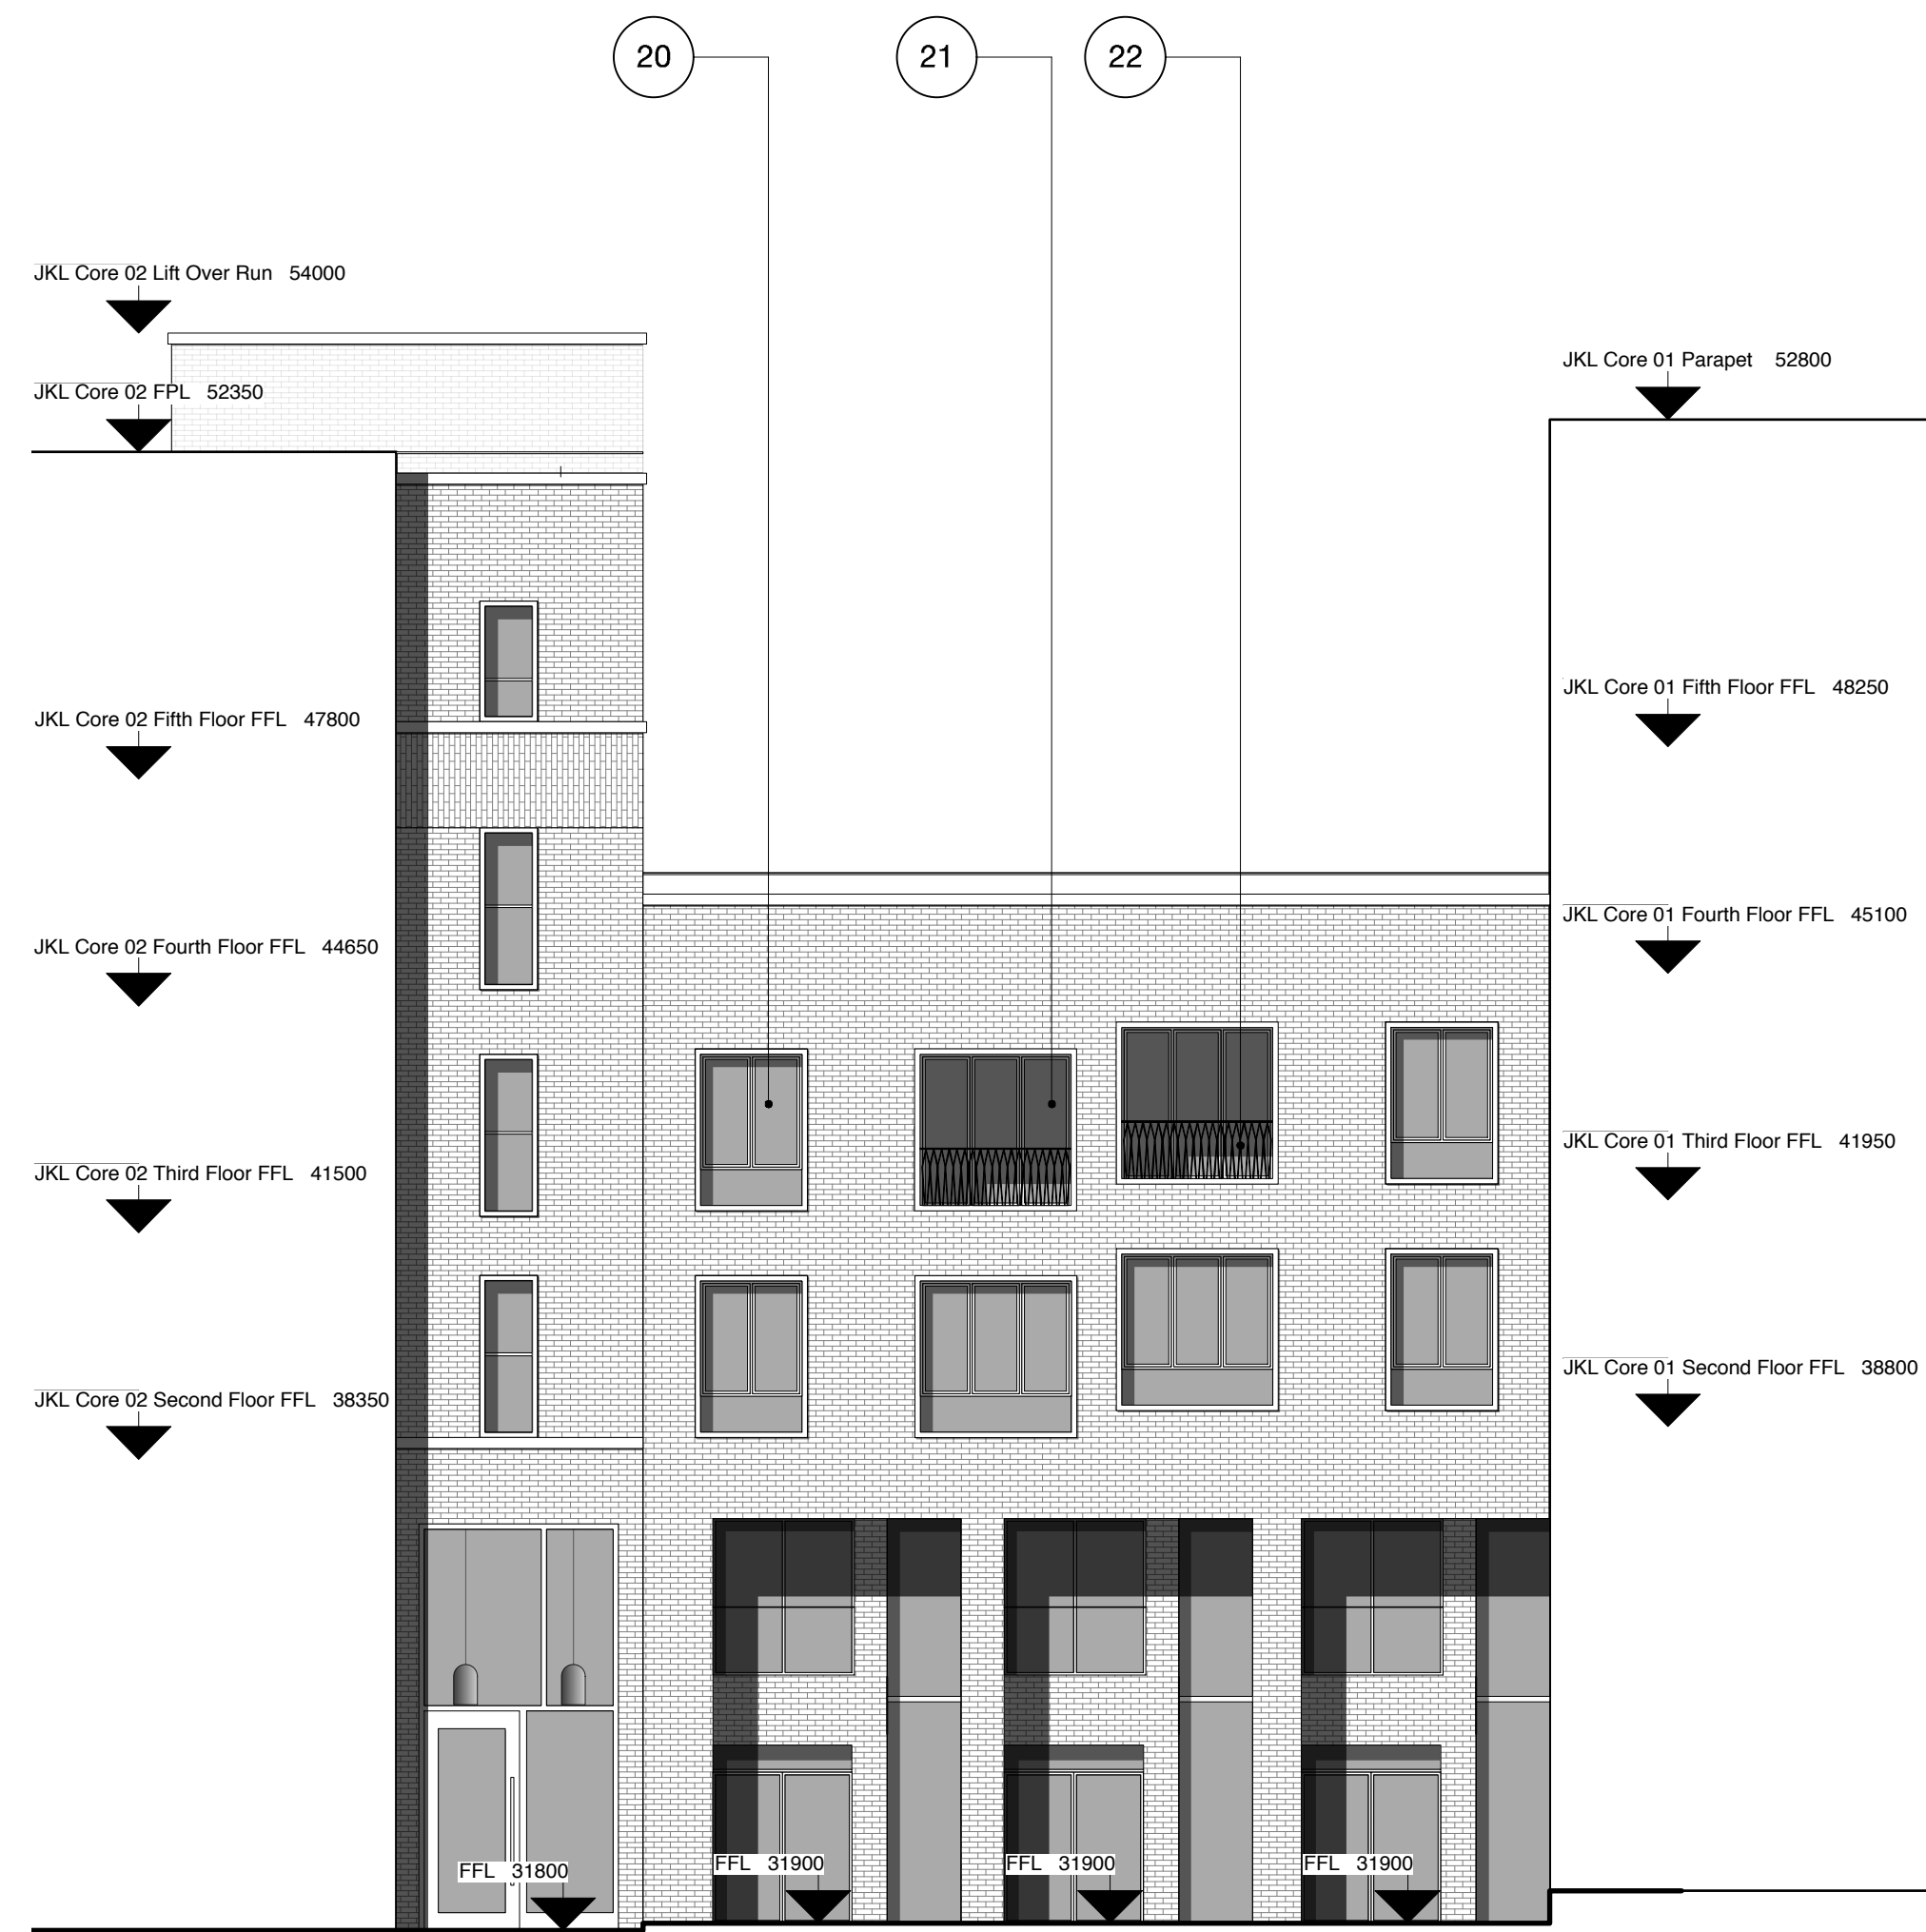 20
21
22
JKL Core 02 Lift Over Run 54000
JKL Core 01 Parapet 52800
JKL Core 02 FPL 52350
JKL Core 01 Fifth Floor FFL 48250
JKL Core 02 Fifth Floor FFL 47800
JKL Core 01 Fourth Floor FFL 45100
JKL Core 02 Fourth Floor FFL 44650
JKL Core 01 Third Floor FFL 41950
JKL Core 02 Third Floor FFL 41500
JKL Core 01 Second Floor FFL 38800
JKL Core 02 Second Floor FFL 38350
FFL 31800
FFL 31900
FFL 31900
FFL 31900